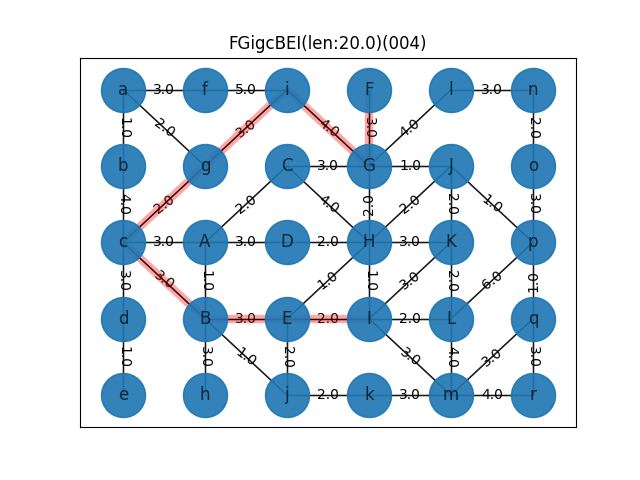 FGigcBEI(len:20.0)(004)
a 3.0 f 5.0 i F l 3.0 n
1.0 2.0 3.0 4.0 3.0 4.0 2.0
b g C 3.0 G 1.0 J o
4.0 2.0 2.0 4.0 2.0 2.0 2.0 1.0 3.0
c 3.0 A 3.0 D 2.0 H 3.0 K p
3.0 3.0 1.0 1.0 1.0 3.0 2.0 6.0 1.0
d B 3.0 E 2.0 I 2.0 L q
1.0 3.0 1.0 2.0 3.0 4.0 3.0 3.0
e h j 2.0 k 3.0 m 4.0 r